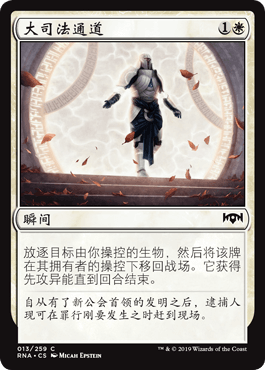 大司法通道 1
瞬间
放逐目标由你操控的生物,然后将该牌
在其拥有者的操控下移回战场。它获得
先攻异能直到回合结束。
自从有了新公会首领的发明之后,逮捕人
现可在罪行刚要发生之时赶到现场。
013/259 C
RNA • CS MICAH EPSTEIN
™ & © 2019 Wizards of the Coast